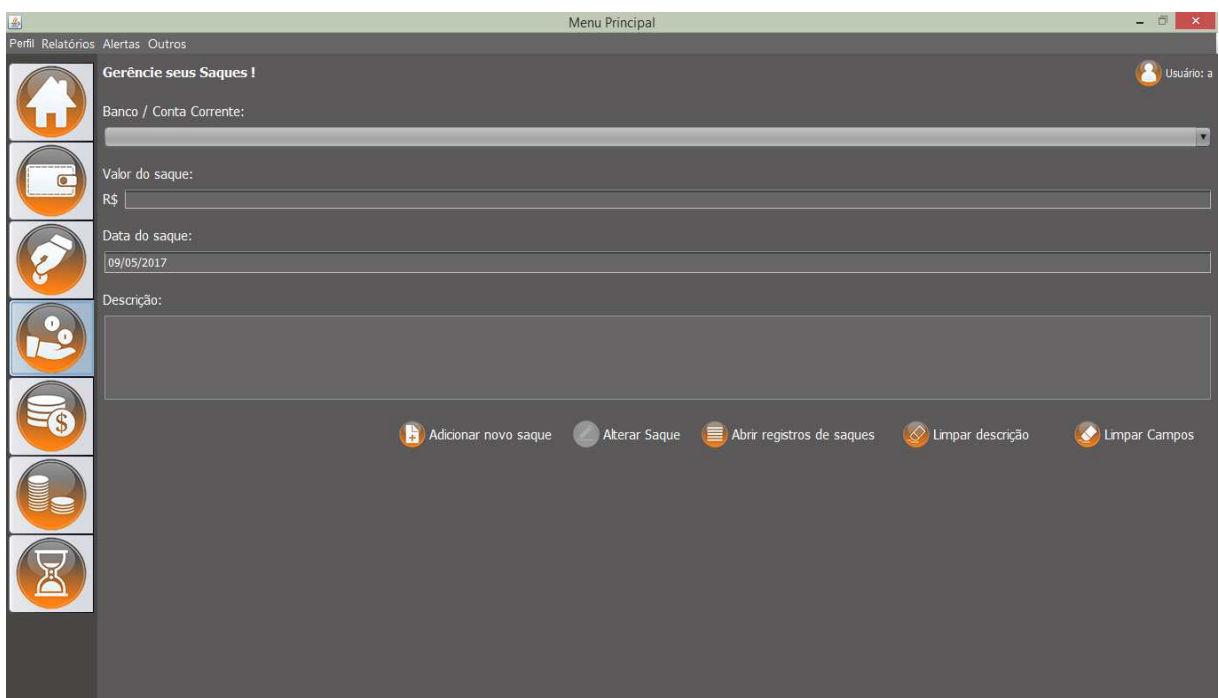 Menu Principal
Perfil Relatórios Alertas Outros
Gerêncie seus Saques !
Usuário: a
Banco / Conta Corrente:
Valor do saque:
R$
Data do saque:
09/05/2017
Descrição:
Adicionar novo saque Alterar Saque Abrir registros de saques Limpar descrição Limpar Campos